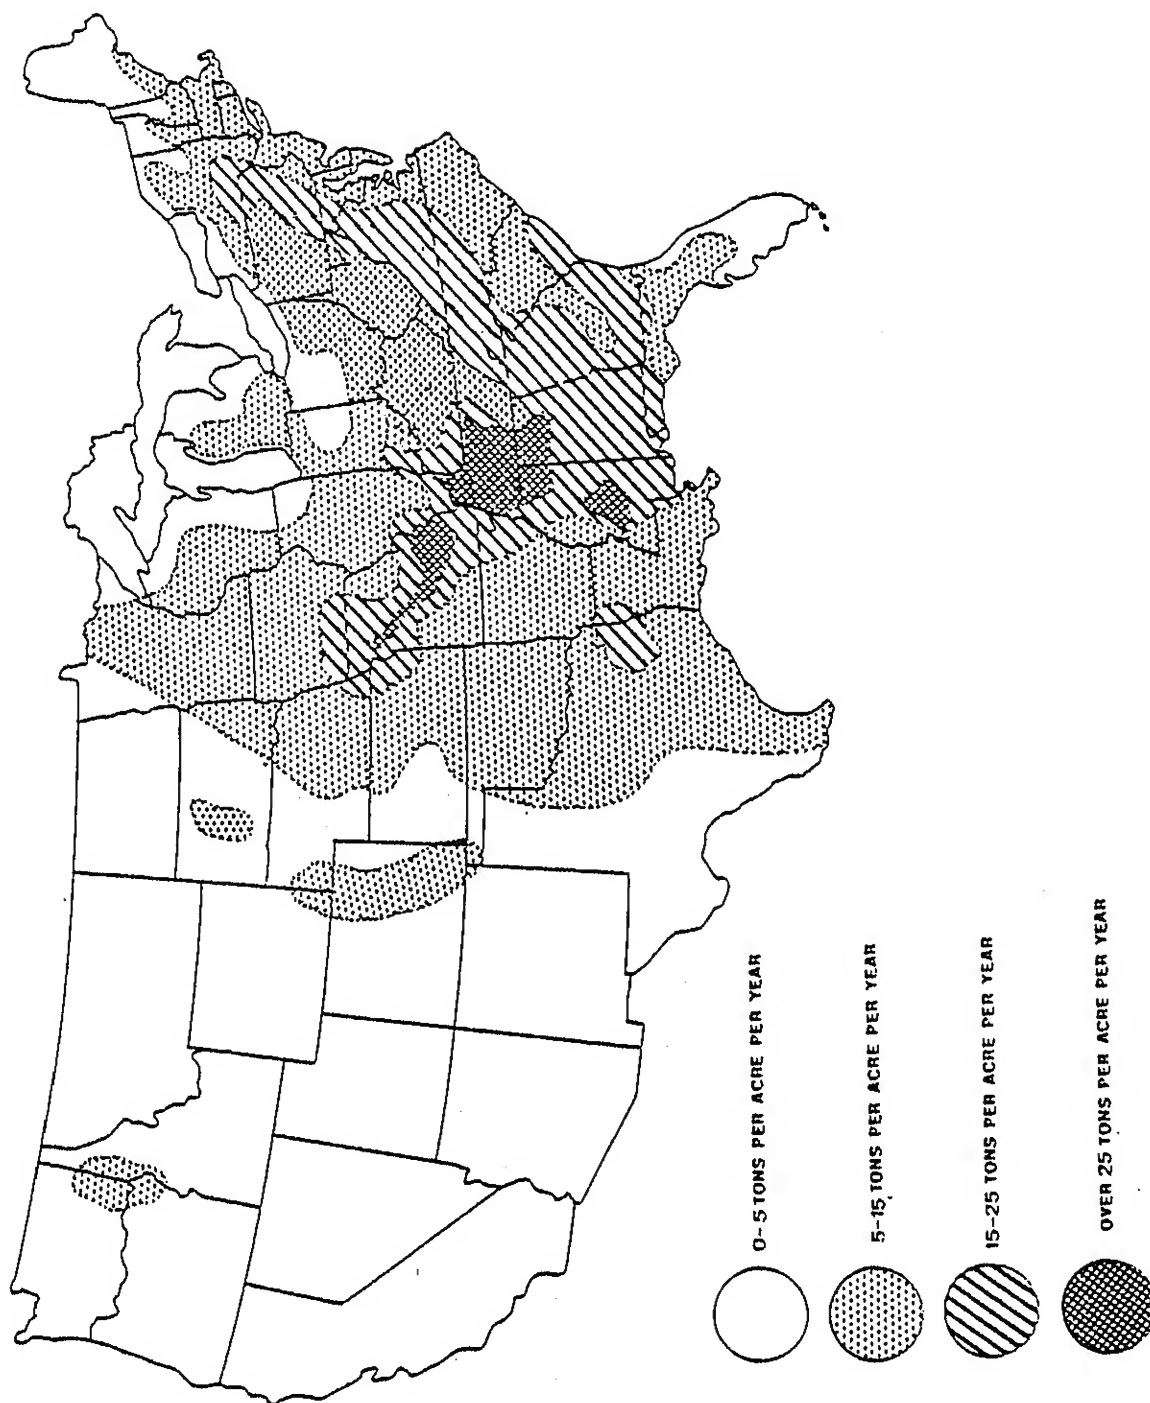 0-5 TONS PER ACRE PER YEAR
5-15 TONS PER ACRE PER YEAR
15-25 TONS PER ACRE PER YEAR
OVER 25 TONS PER ACRE PER YEAR